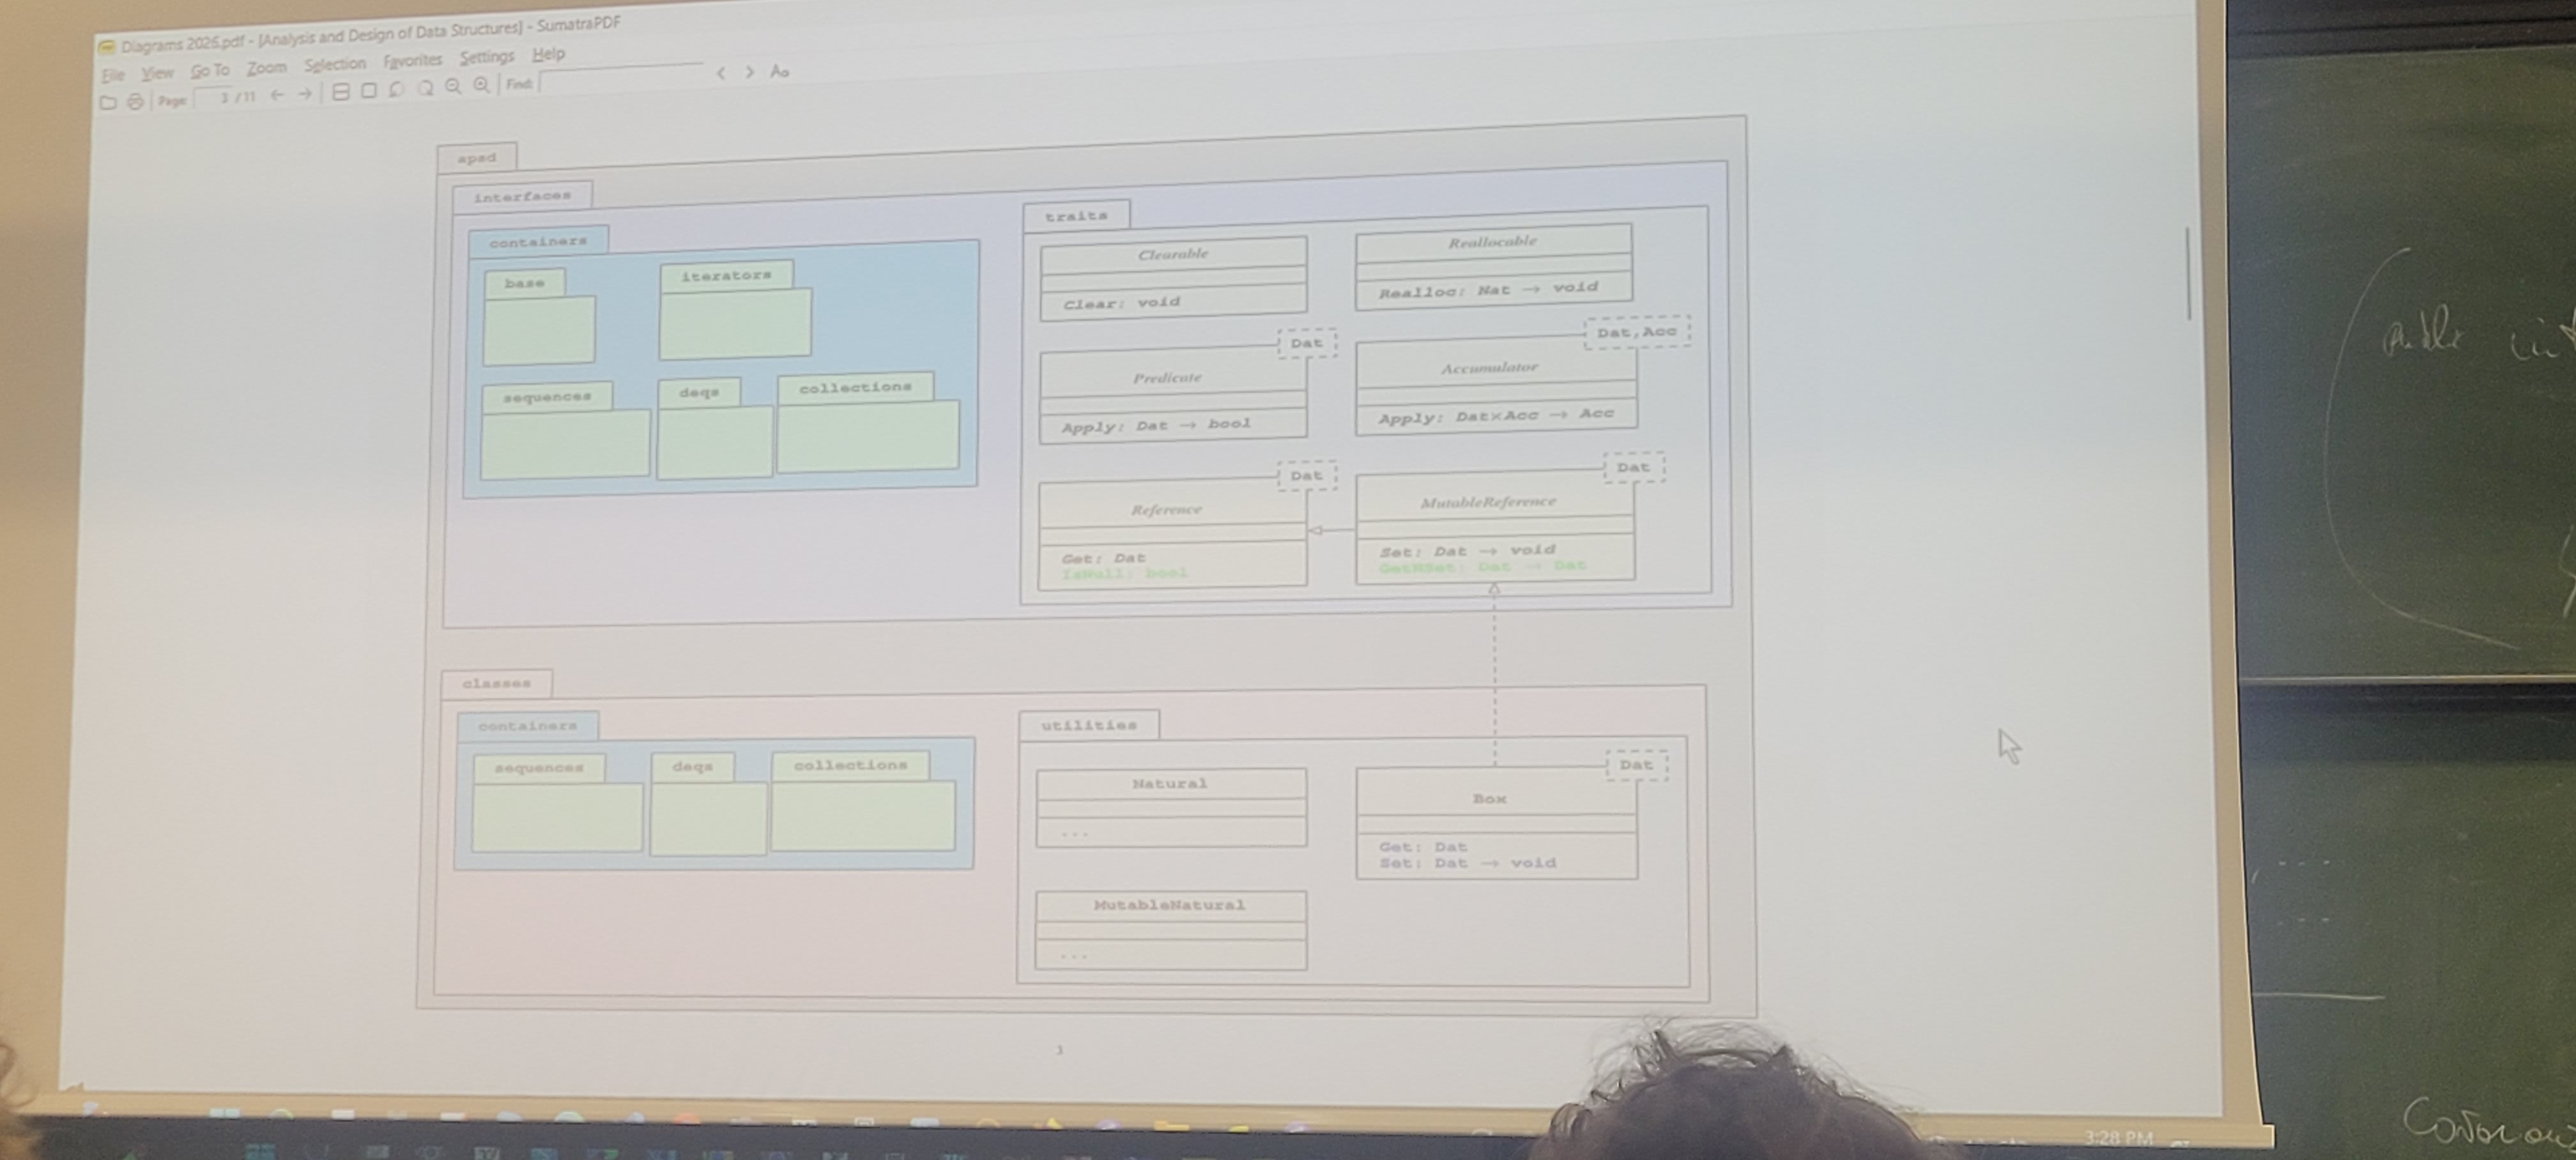 Diagrams 2026.pdf - [Analysis and Design of Data Structures] - SumatraPDF
File View Go To Zoom Selection Favorites Settings Help
Page: 3 / 11 Find:
apad
interfaces
containers
base
iterators
sequences
deqs
collections
traits
Clearable
Clear: void
Reallocable
Realloc: Nat → void
Dat
Predicate
Apply: Dat → bool
Dat,Acc
Accumulator
Apply: Dat×Acc → Acc
Dat
Reference
Get: Dat
IsNull: bool
Dat
MutableReference
Set: Dat → void
GetNSet: Dat → Dat
classes
containers
sequences
deqs
collections
utilities
Natural
...
Dat
Box
Get: Dat
Set: Dat → void
MutableNatural
...
3
3:28 PM